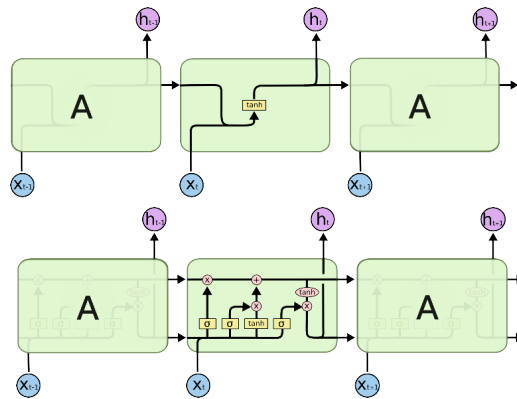 h t-1 h t h t+1
A tanh A
x t-1 x t x t+1
h t-1 h t h t+1
x + tanh
A x x A
σ σ tanh σ
x t-1 x t x t+1